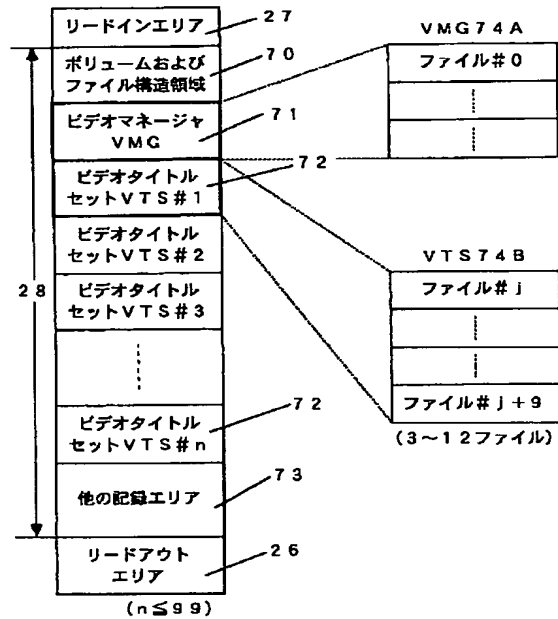 リードインエリア
27
ボリュームおよび
ファイル構造領域
70
ビデオマネージャ
VMG
71
ビデオタイトル
セットVTS#1
72
ビデオタイトル
セットVTS#2
ビデオタイトル
セットVTS#3
28
ビデオタイトル
セットVTS#n
72
他の記録エリア
73
リードアウト
エリア
26
(n≦99)
VMG74A
ファイル#0
VTS74B
ファイル#j
ファイル#j+9
(3~12ファイル)